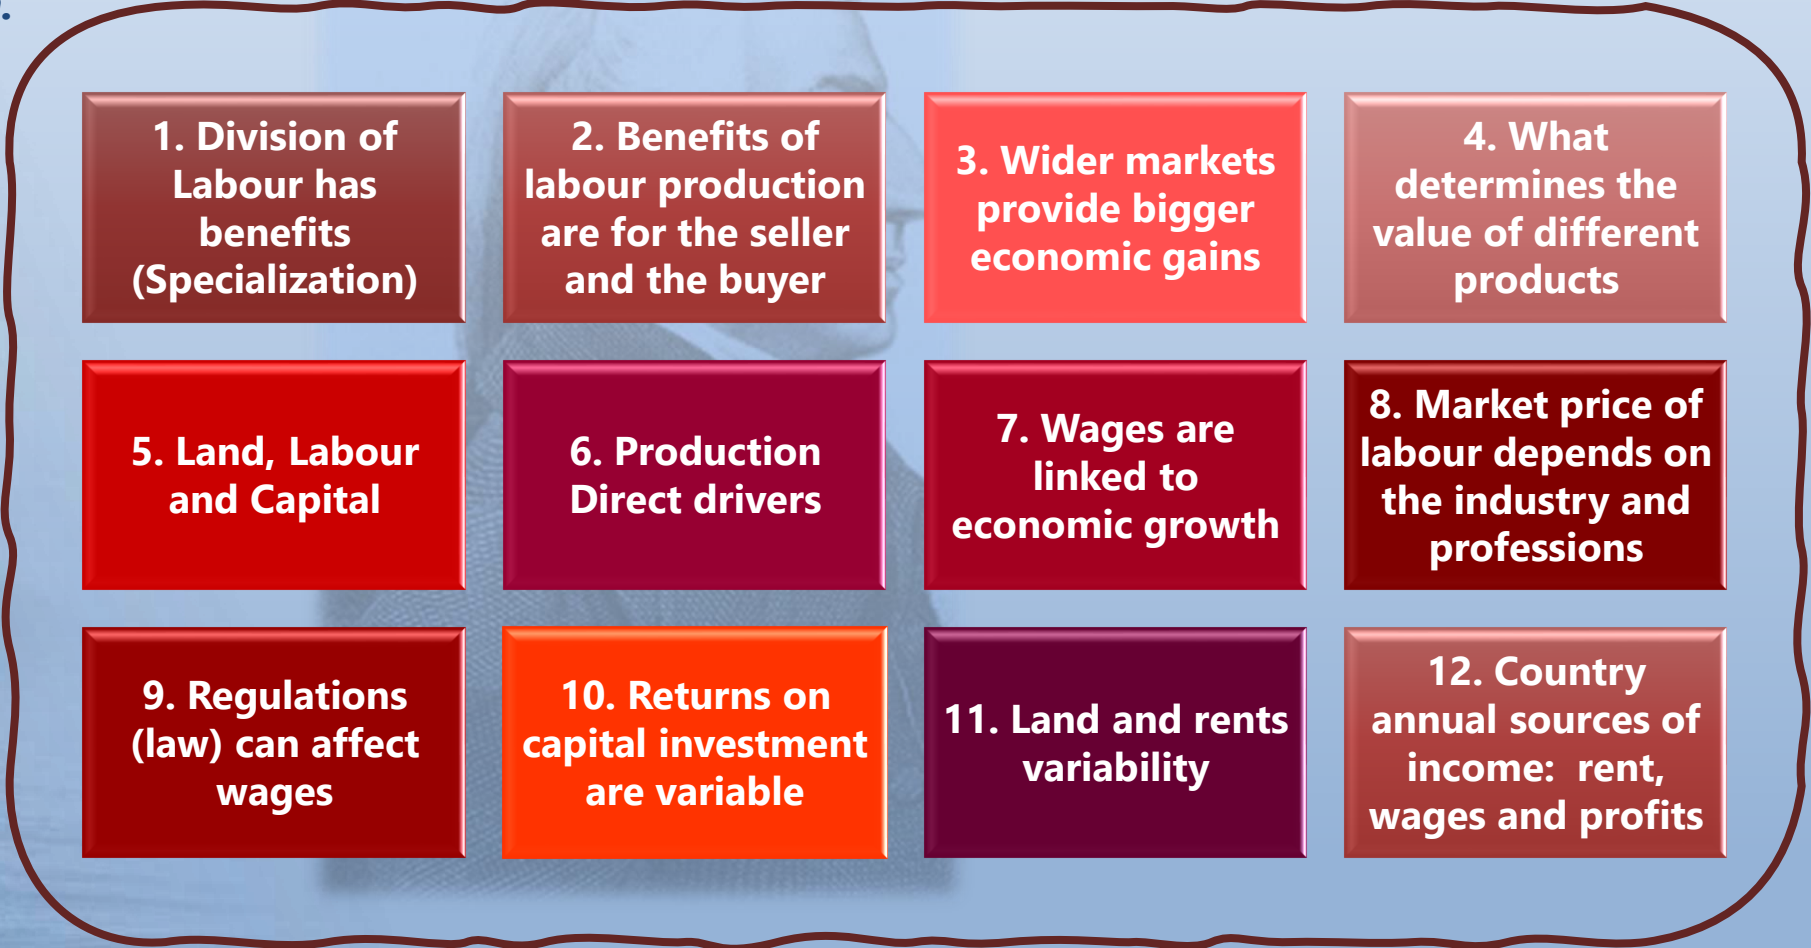 1. Division of
Labour has
benefits
(Specialization)
2. Benefits of
labour production
are for the seller
and the buyer
3. Wider markets
provide bigger
economic gains
4. What
determines the
value of different
products
5. Land, Labour
and Capital
6. Production
Direct drivers
7. Wages are
linked to
economic growth
8. Market price of
labour depends on
the industry and
professions
9. Regulations
(law) can affect
wages
10. Returns on
capital investment
are variable
11. Land and rents
variability
12. Country
annual sources of
income:  rent,
wages and profits